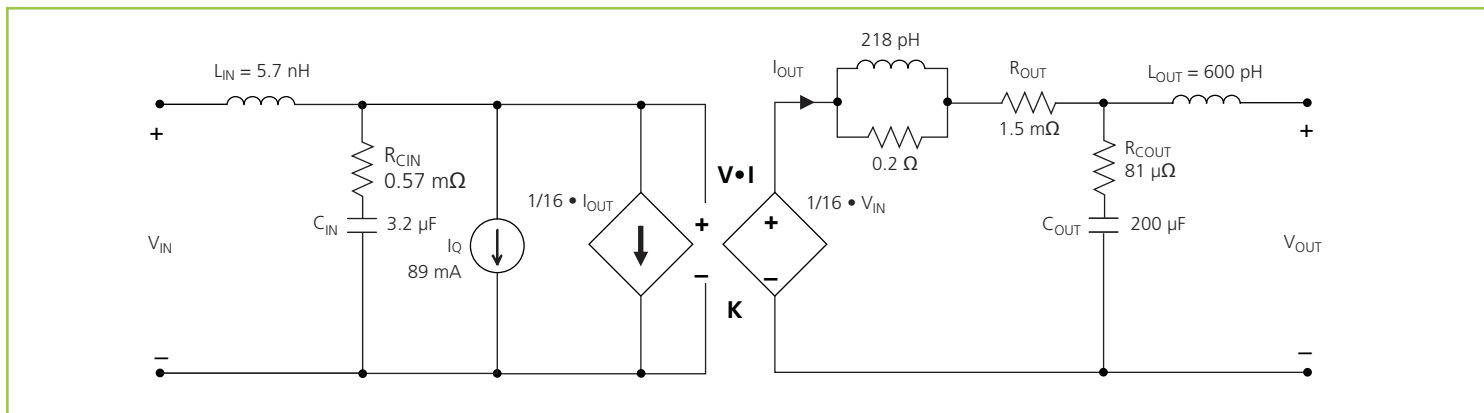 L_IN = 5.7 nH
+
–
V_IN
R_CIN
0.57 mΩ
C_IN
3.2 µF
I_Q
89 mA
1/16 • I_OUT
+
–
V•I
K
1/16 • V_IN
+
–
I_OUT
218 pH
0.2 Ω
R_OUT
1.5 mΩ
L_OUT = 600 pH
R_COUT
81 µΩ
C_OUT
200 µF
+
–
V_OUT